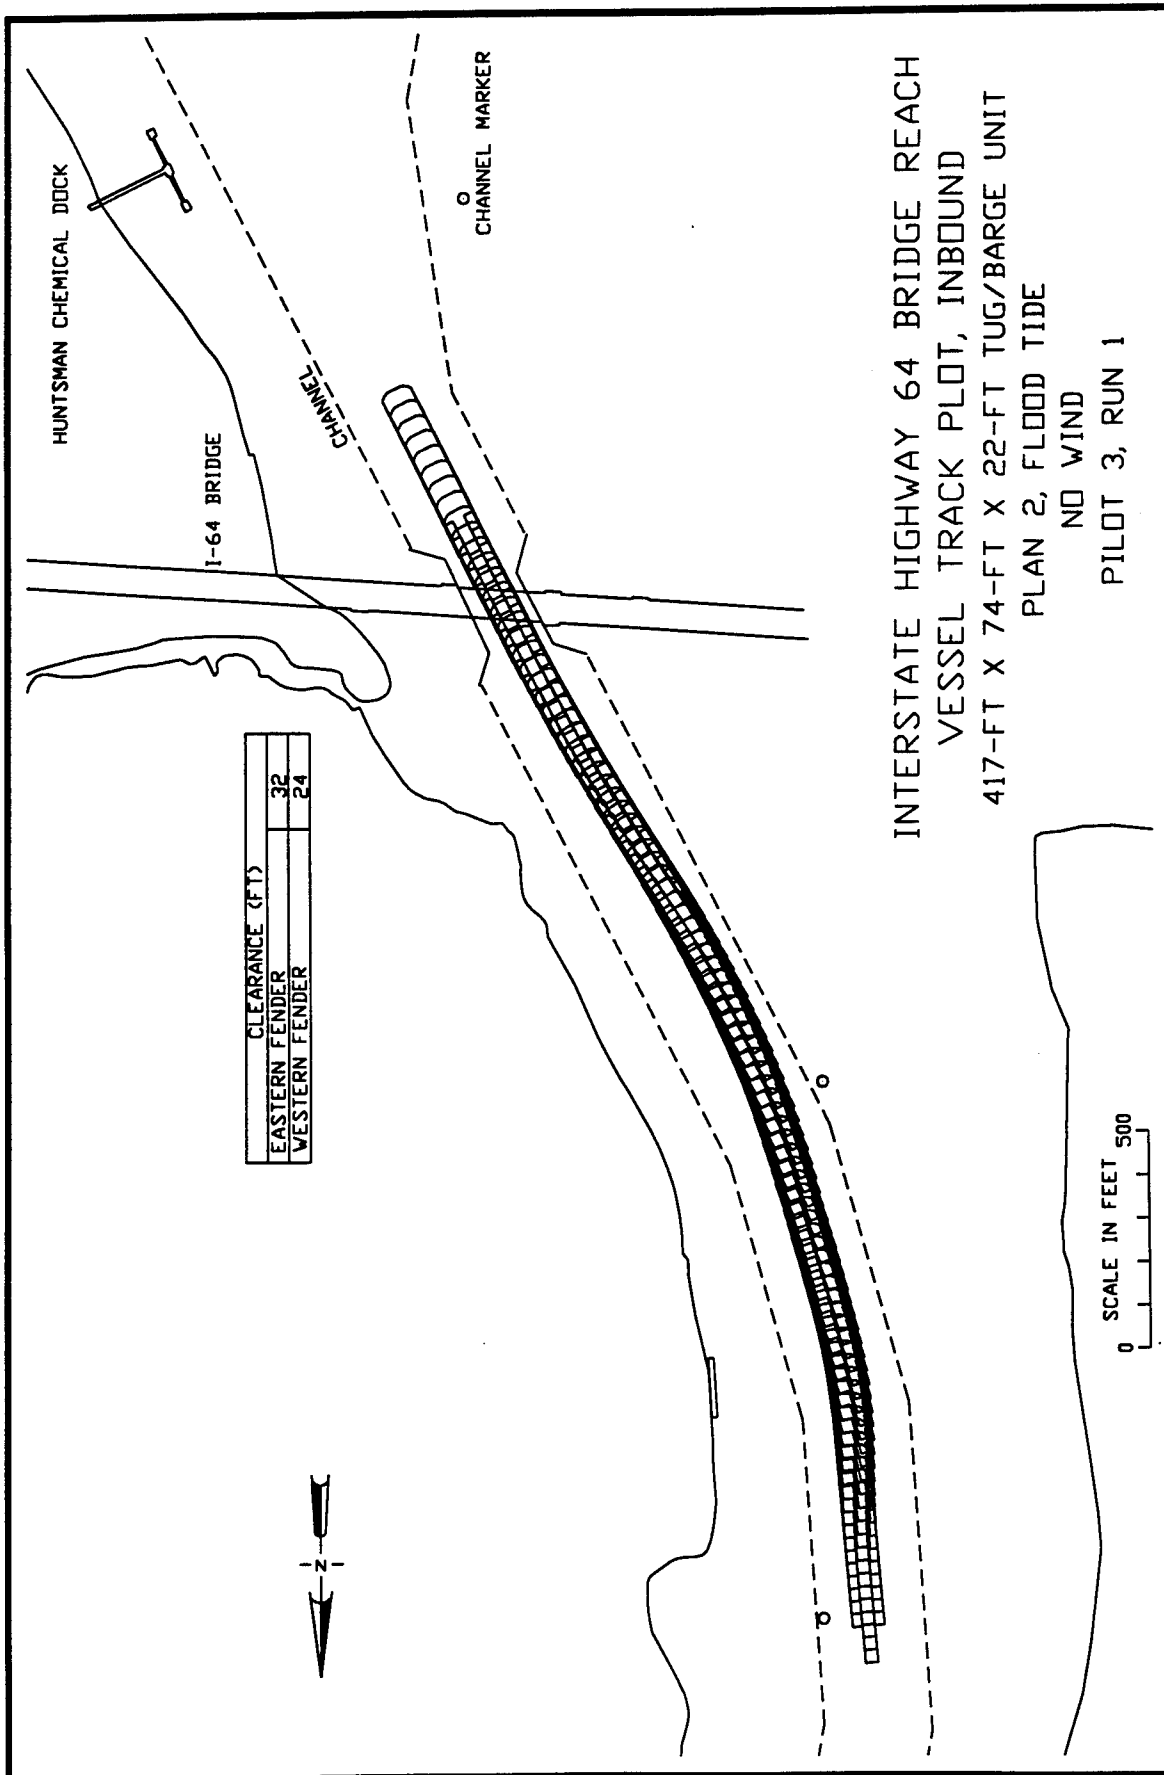 HUNTSMAN CHEMICAL DOCK
I-64 BRIDGE
CHANNEL
CHANNEL MARKER
CLEARANCE (FT)
EASTERN FENDER 32
WESTERN FENDER 24
N
INTERSTATE HIGHWAY 64 BRIDGE REACH
VESSEL TRACK PLOT, INBOUND
417-FT X 74-FT X 22-FT TUG/BARGE UNIT
PLAN 2, FLOOD TIDE
NO WIND
PILOT 3, RUN 1
SCALE IN FEET
0 500